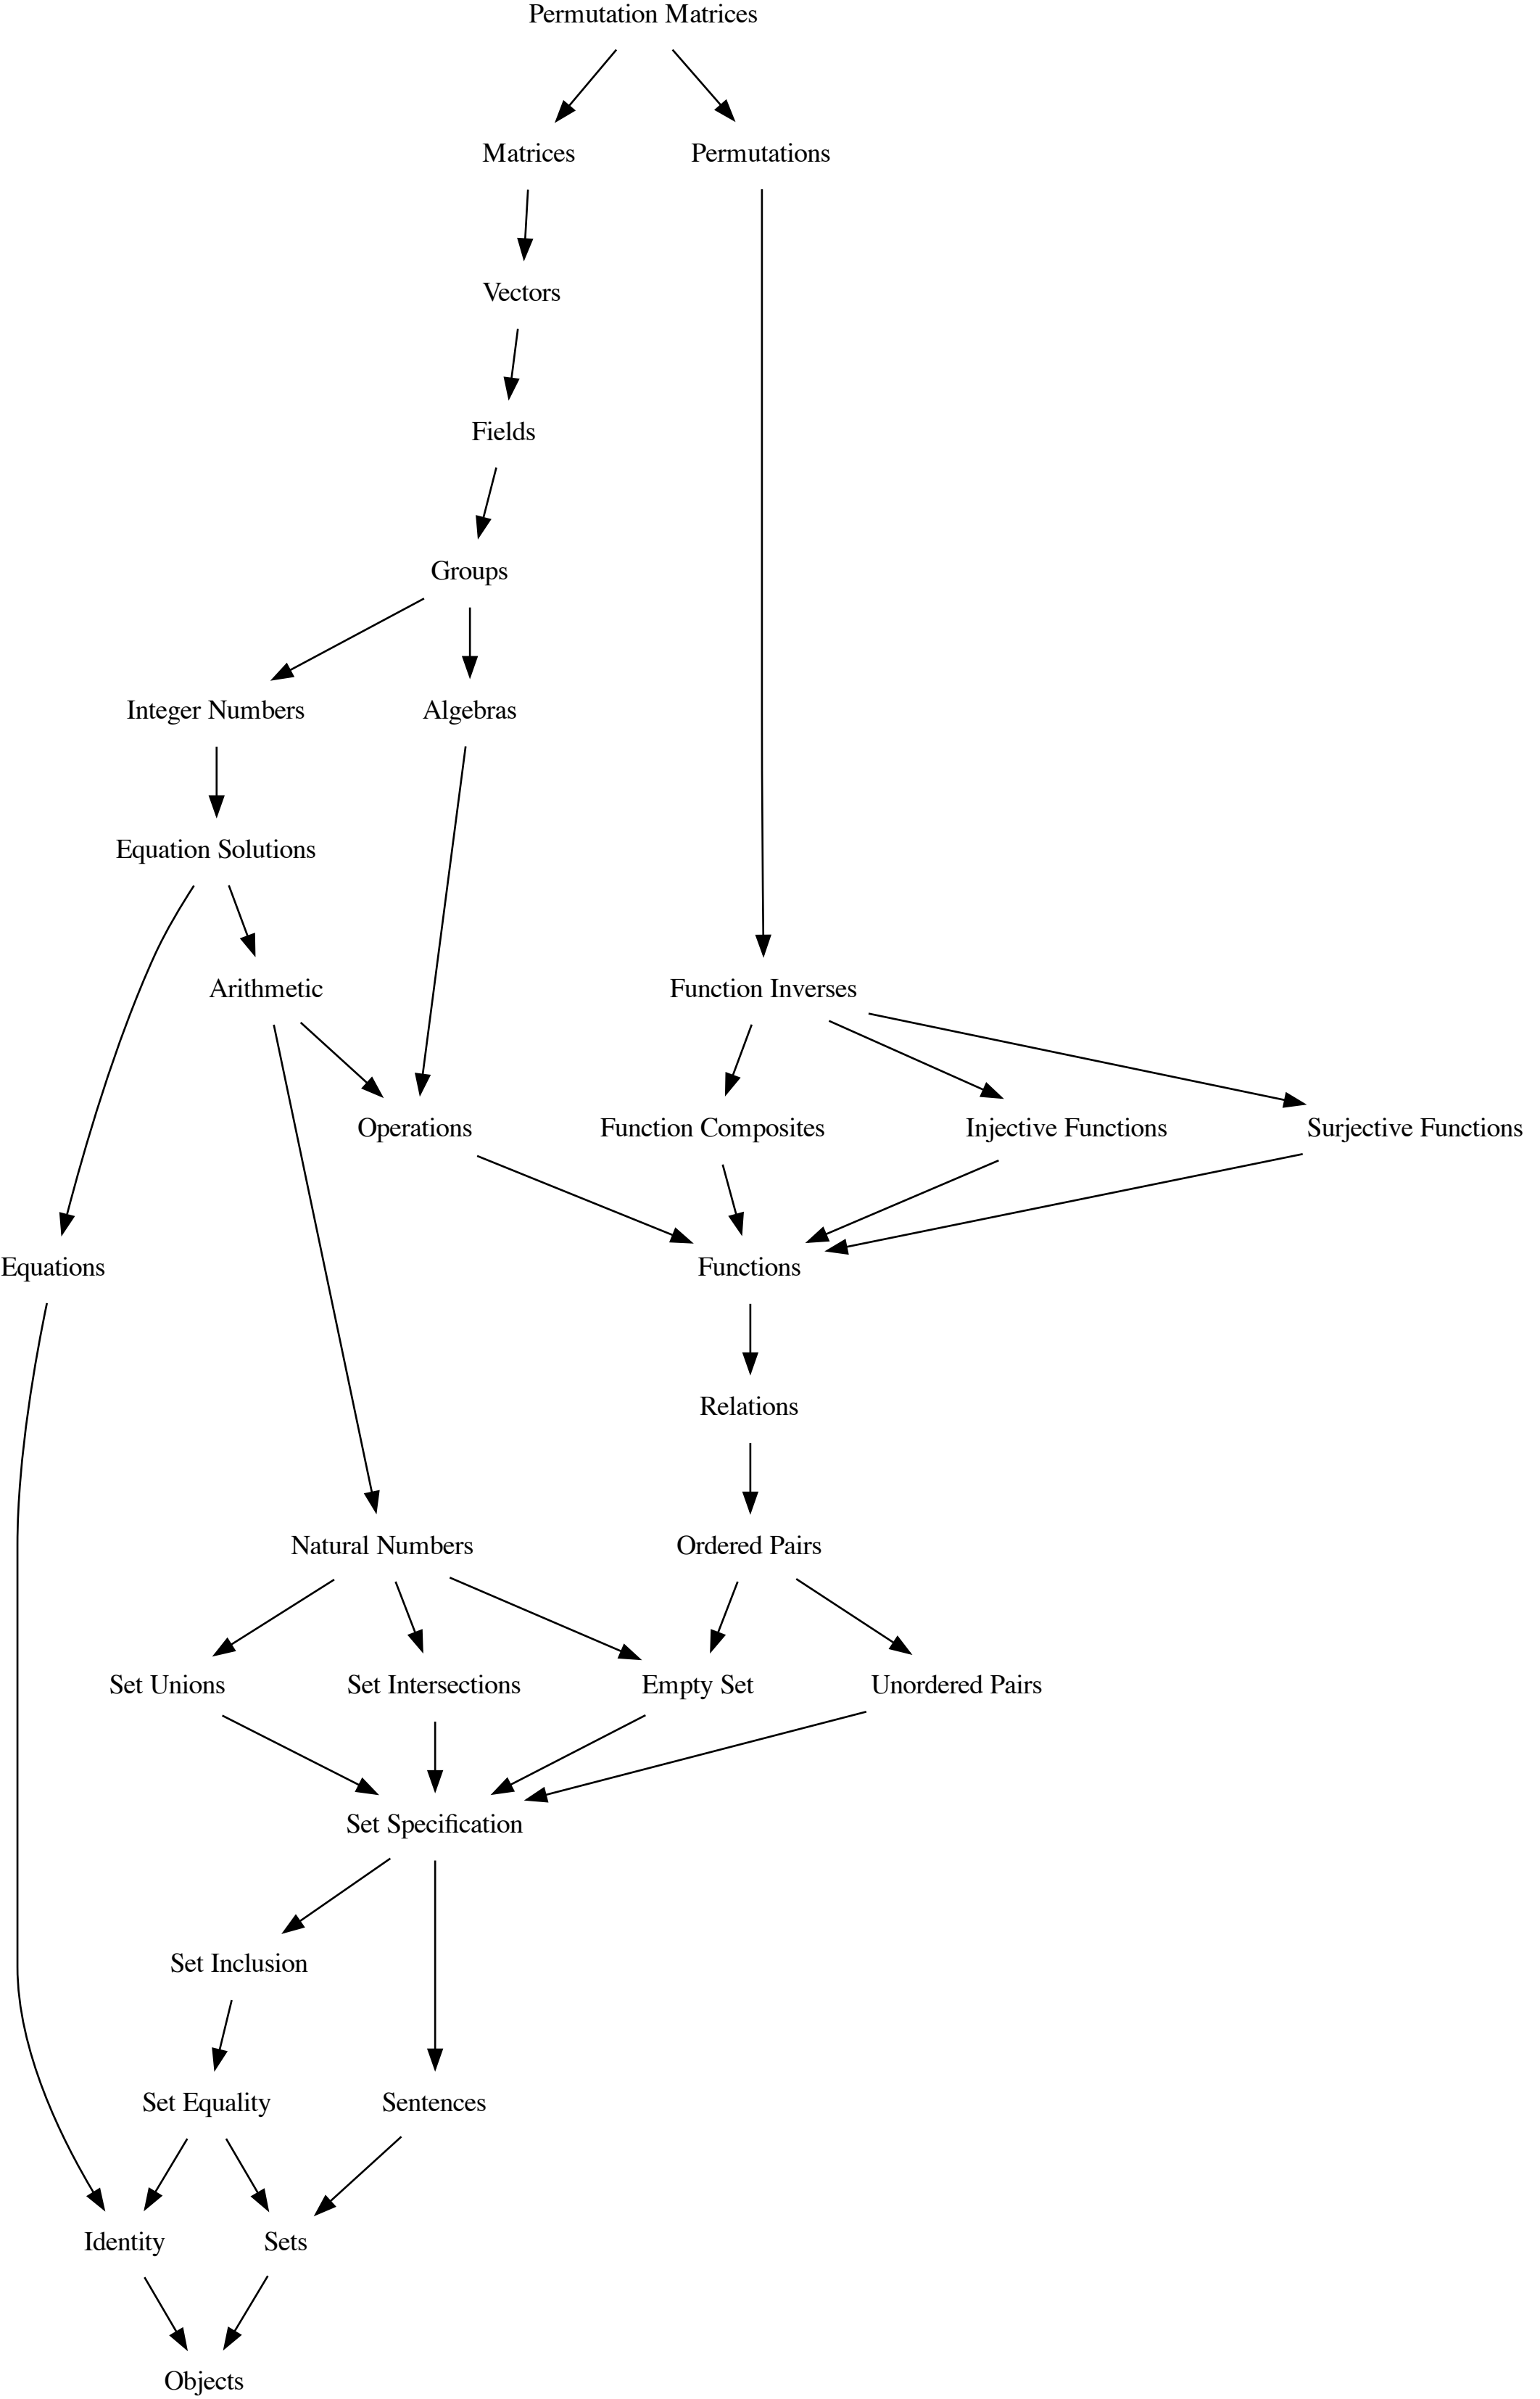 Permutation Matrices
Matrices
Permutations
Vectors
Fields
Groups
Integer Numbers
Algebras
Equation Solutions
Arithmetic
Function Inverses
Operations
Function Composites
Injective Functions
Surjective Functions
Equations
Functions
Relations
Natural Numbers
Ordered Pairs
Set Unions
Set Intersections
Empty Set
Unordered Pairs
Set Specification
Set Inclusion
Set Equality
Sentences
Identity
Sets
Objects